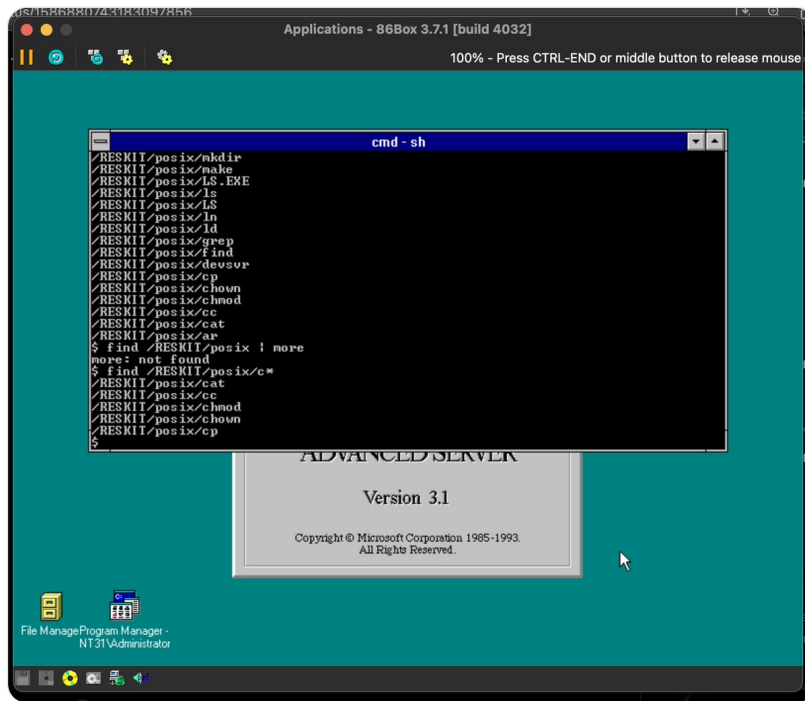 us/1586880743183097856
Applications - 86Box 3.7.1 [build 4032]
100% - Press CTRL-END or middle button to release mouse
cmd - sh
/RESKIT/posix/mkdir
/RESKIT/posix/make
/RESKIT/posix/LS.EXE
/RESKIT/posix/ls
/RESKIT/posix/LS
/RESKIT/posix/ln
/RESKIT/posix/ld
/RESKIT/posix/grep
/RESKIT/posix/find
/RESKIT/posix/devsvr
/RESKIT/posix/cp
/RESKIT/posix/chown
/RESKIT/posix/chmod
/RESKIT/posix/cc
/RESKIT/posix/cat
/RESKIT/posix/ar
$ find /RESKIT/posix | more
more: not found
$ find /RESKIT/posix/c*
/RESKIT/posix/cat
/RESKIT/posix/cc
/RESKIT/posix/chmod
/RESKIT/posix/chown
/RESKIT/posix/cp
$
ADVANCED SERVER
Version 3.1
Copyright © Microsoft Corporation 1985-1993.
All Rights Reserved.
File Manage
Program Manager -
NT31\Administrator